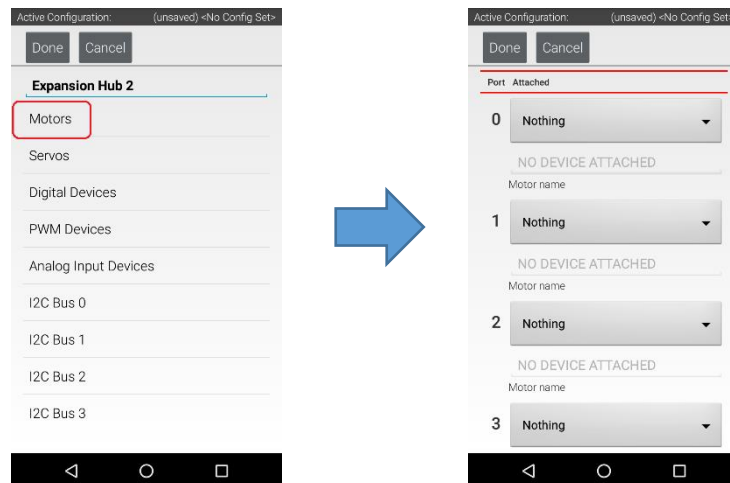 Active Configuration: (unsaved) <No Config Set>
Done Cancel
Expansion Hub 2
Motors
Servos
Digital Devices
PWM Devices
Analog Input Devices
I2C Bus 0
I2C Bus 1
I2C Bus 2
I2C Bus 3
Active Configuration: (unsaved) <No Config Set>
Done Cancel
Port Attached
0 Nothing
NO DEVICE ATTACHED
Motor name
1 Nothing
NO DEVICE ATTACHED
Motor name
2 Nothing
NO DEVICE ATTACHED
Motor name
3 Nothing